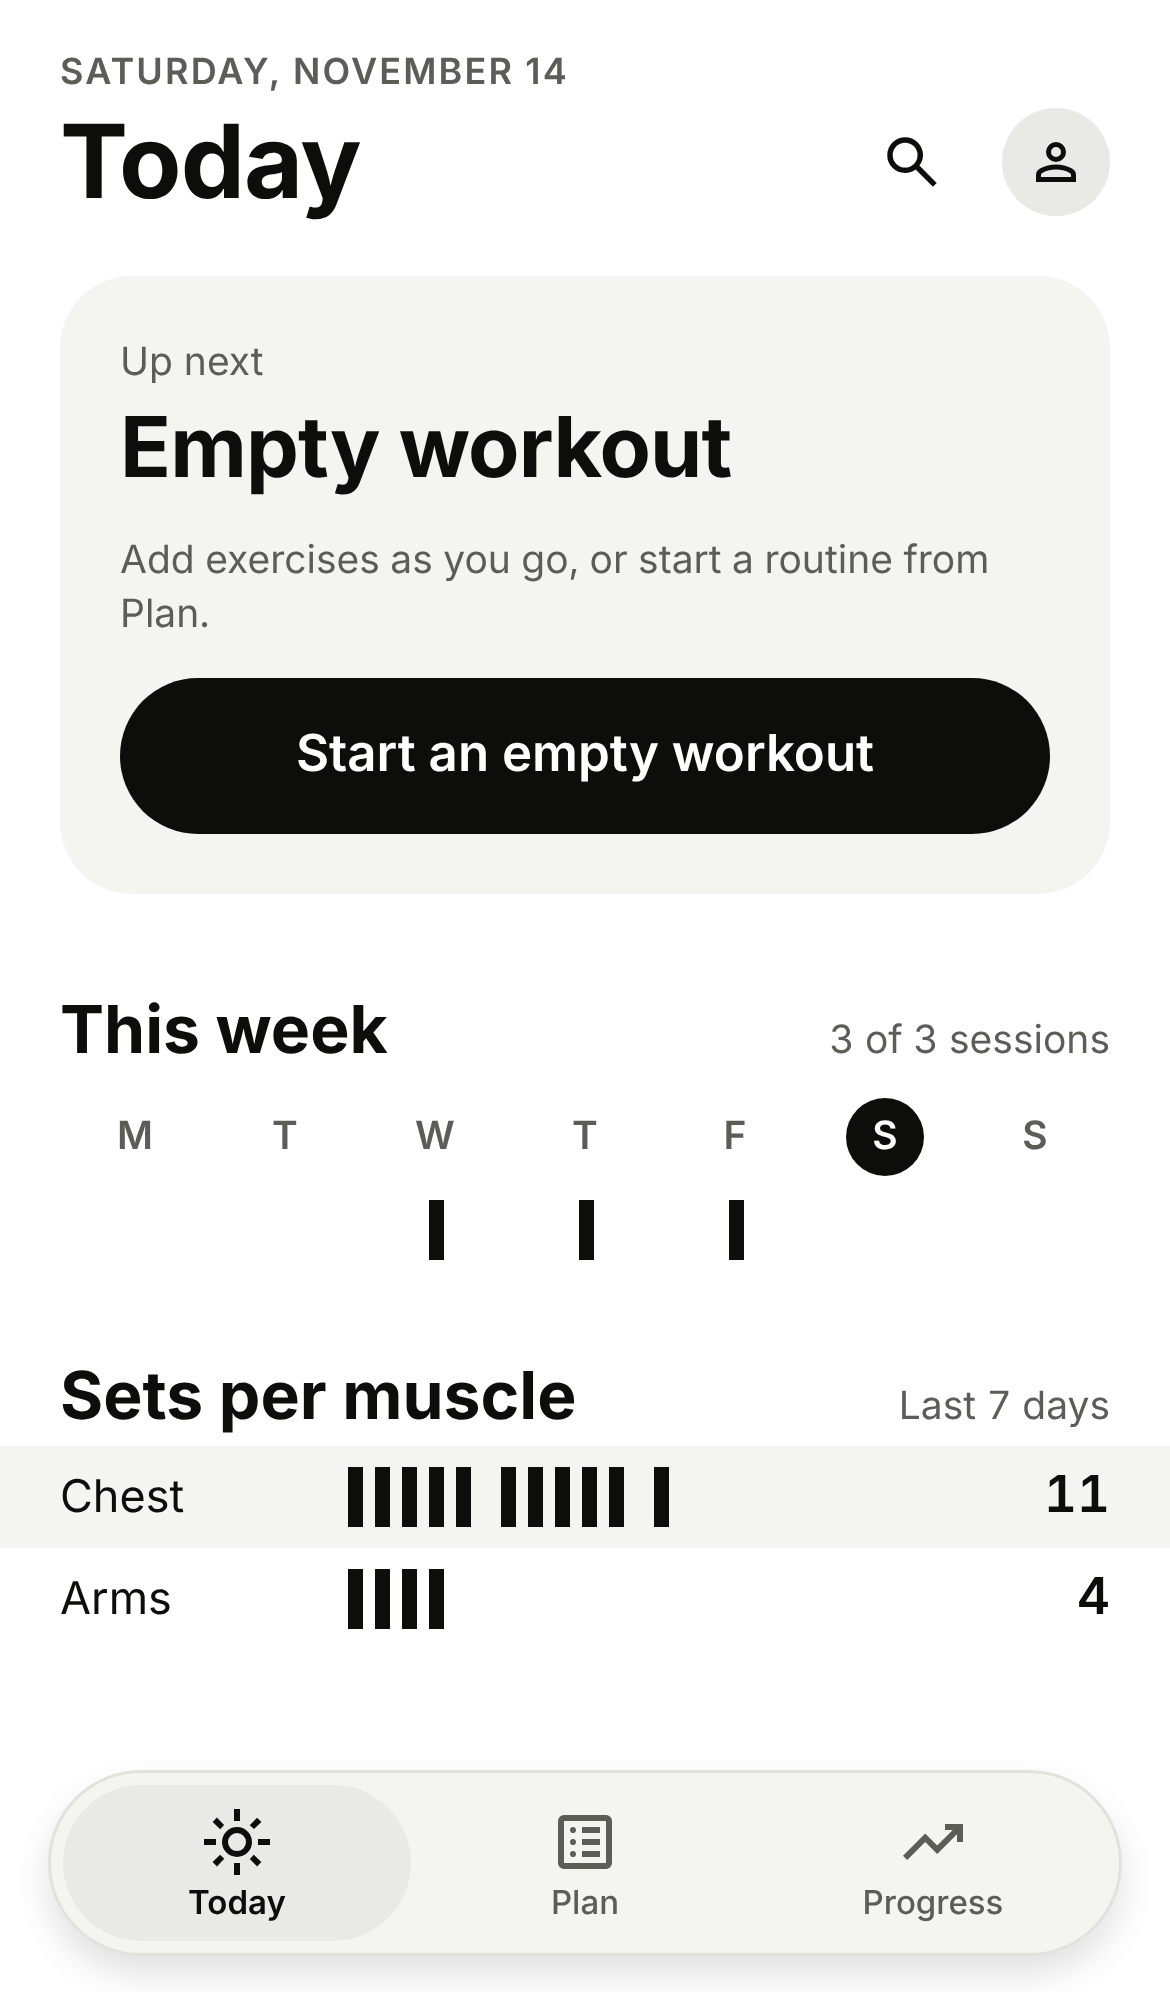 SATURDAY, NOVEMBER 14
Today
Up next
Empty workout
Add exercises as you go, or start a routine from
Plan.
Start an empty workout
This week
3 of 3 sessions
M T W T F S S
Sets per muscle
Last 7 days
Chest 11
Arms 4
Today Plan Progress